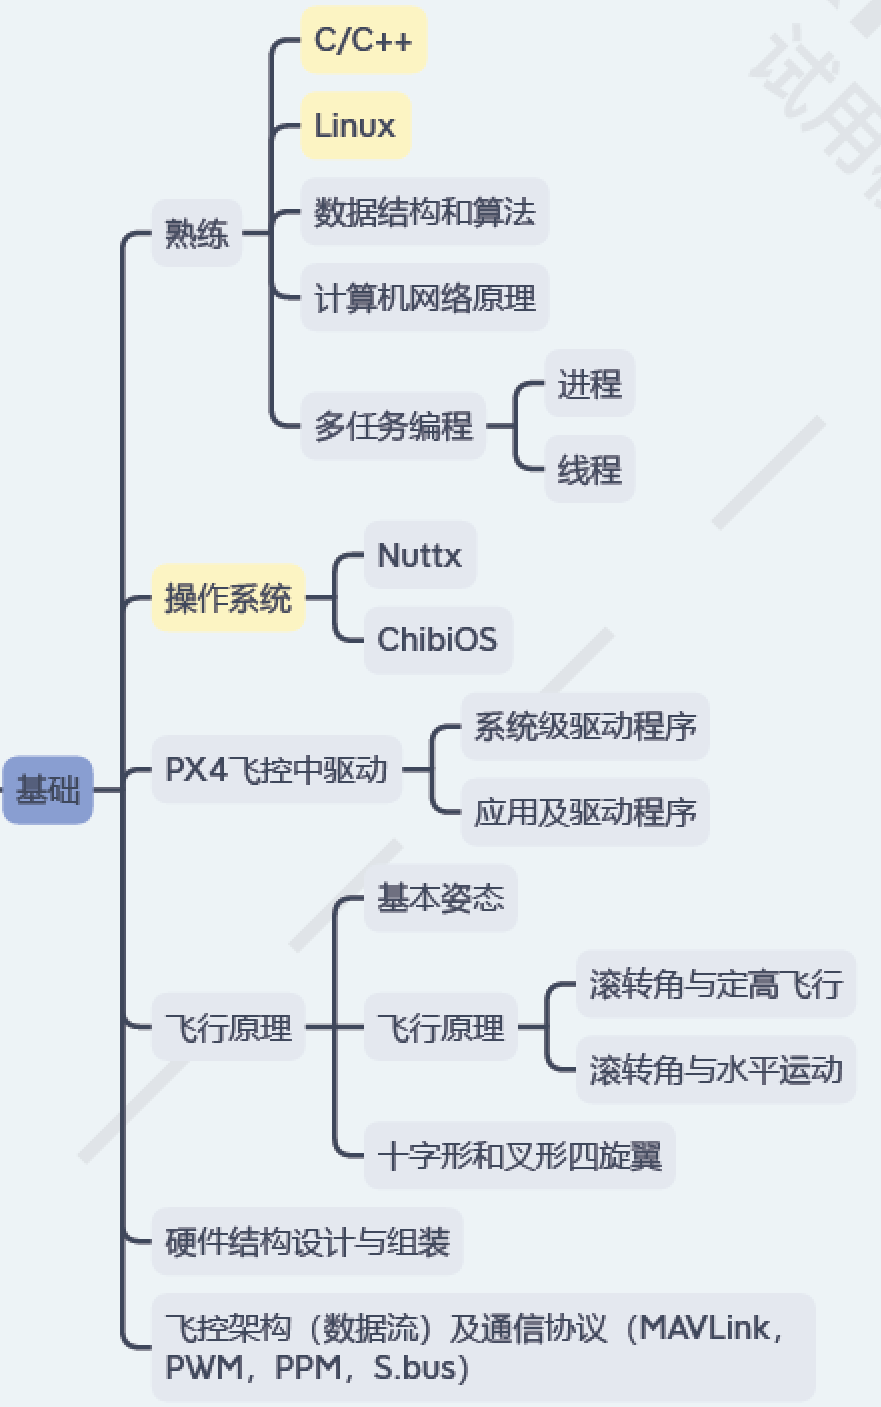 C/C++
Linux
数据结构和算法
熟练
计算机网络原理
进程
多任务编程
线程
Nuttx
操作系统
ChibiOS
系统级驱动程序
PX4飞控中驱动
基础
应用及驱动程序
基本姿态
滚转角与定高飞行
飞行原理
飞行原理
滚转角与水平运动
十字形和叉形四旋翼
硬件结构设计与组装
飞控架构（数据流）及通信协议（MAVLink，
PWM，PPM，S.bus）
试用